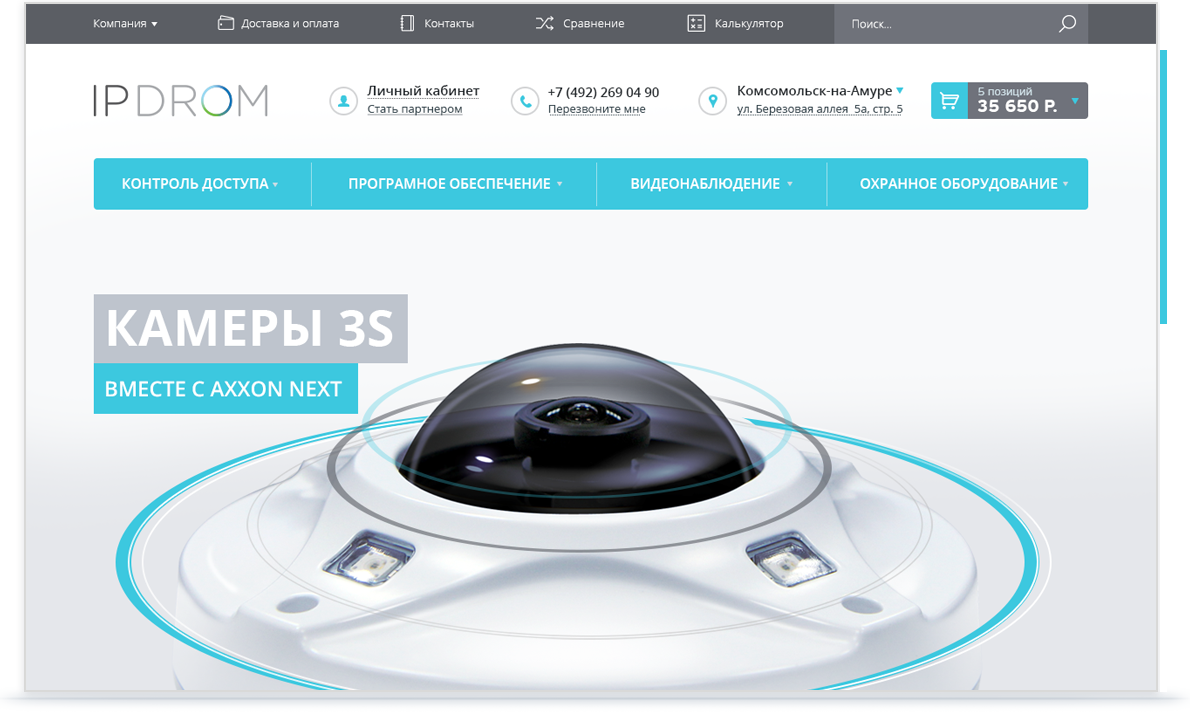 Компания
Доставка и оплата
Контакты
Сравнение
Калькулятор
Поиск...
IPDROM
Личный кабинет
Стать партнером
+7 (492) 269 04 90
Перезвоните мне
Комсомольск-на-Амуре
ул. Березовая аллея 5а, стр. 5
5 позиций
35 650 Р.
КОНТРОЛЬ ДОСТУПА
ПРОГРАМНОЕ ОБЕСПЕЧЕНИЕ
ВИДЕОНАБЛЮДЕНИЕ
ОХРАННОЕ ОБОРУДОВАНИЕ
КАМЕРЫ 3S
ВМЕСТЕ С AXXON NEXT